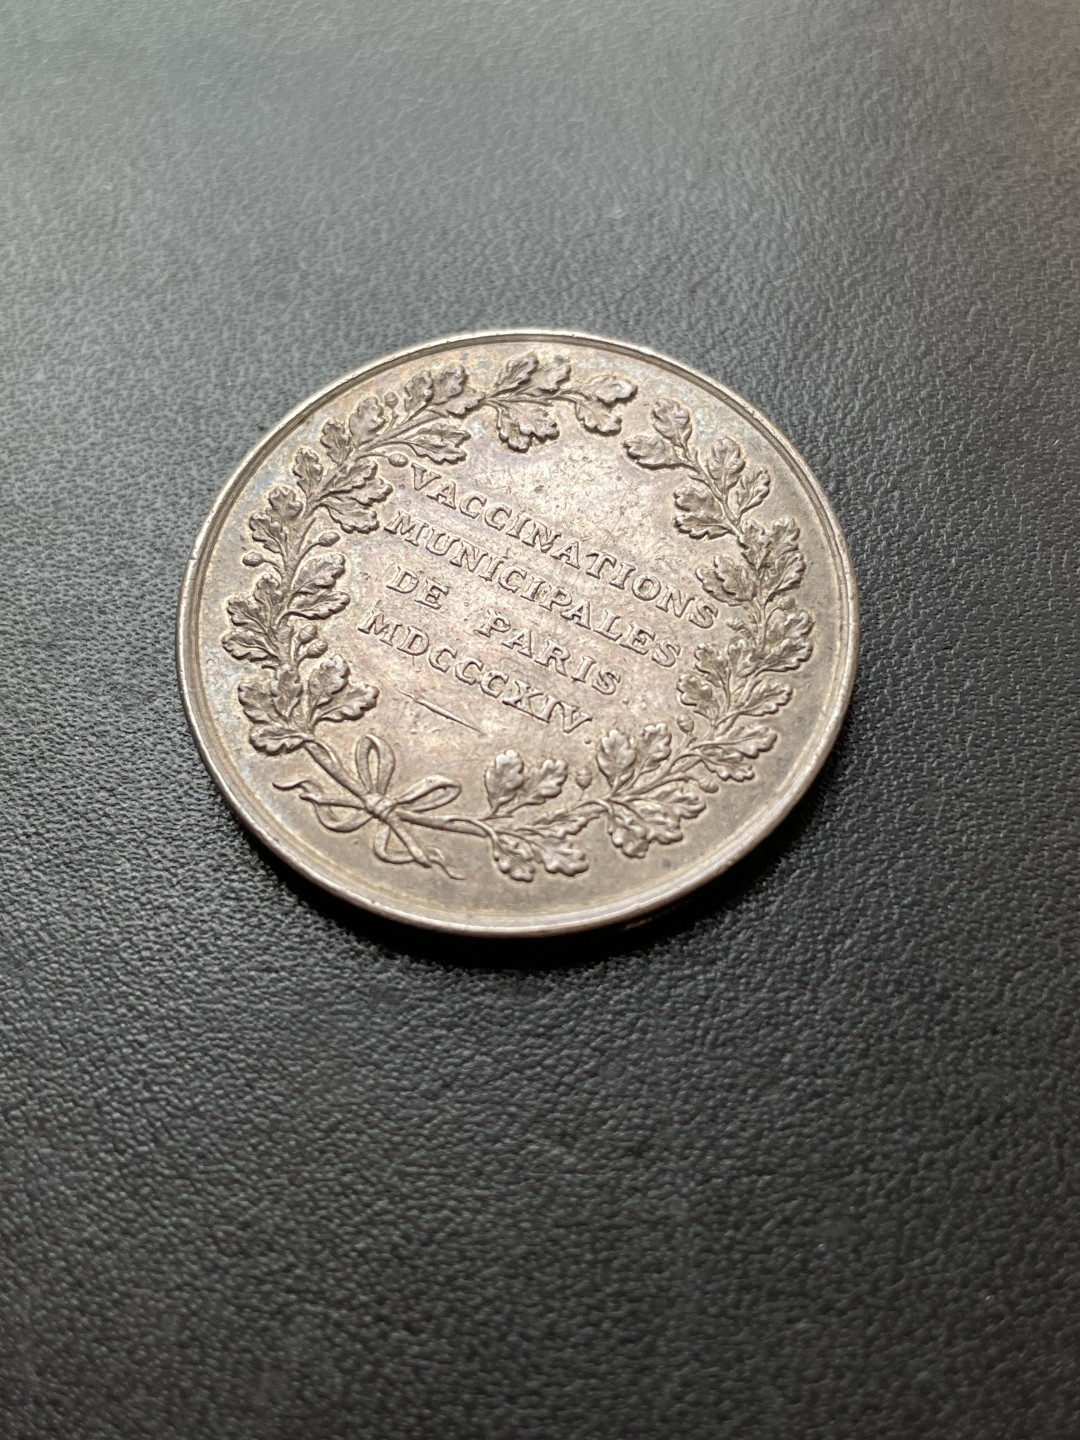 VACCINATIONS
MUNICIPALES
DE PARIS
MDCCCXIV.